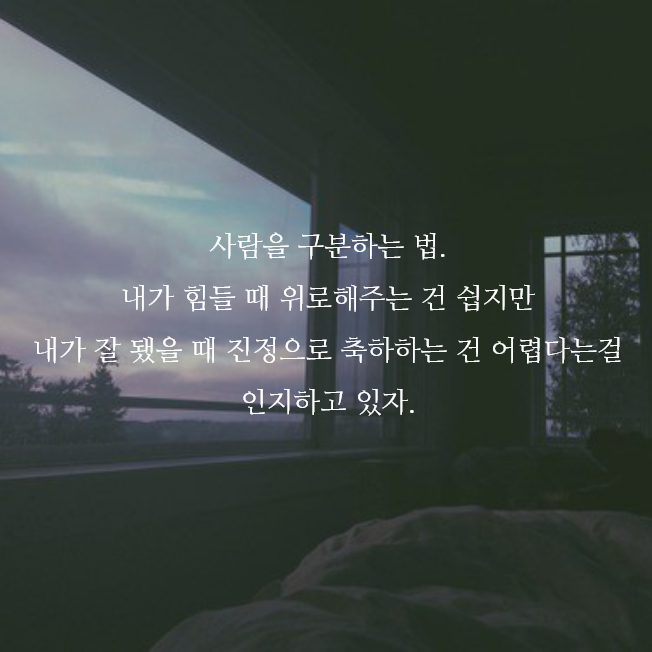 사람을 구분하는 법.
내가 힘들 때 위로해주는 건 쉽지만
내가 잘 됐을 때 진정으로 축하하는 건 어렵다는걸
인지하고 있자.